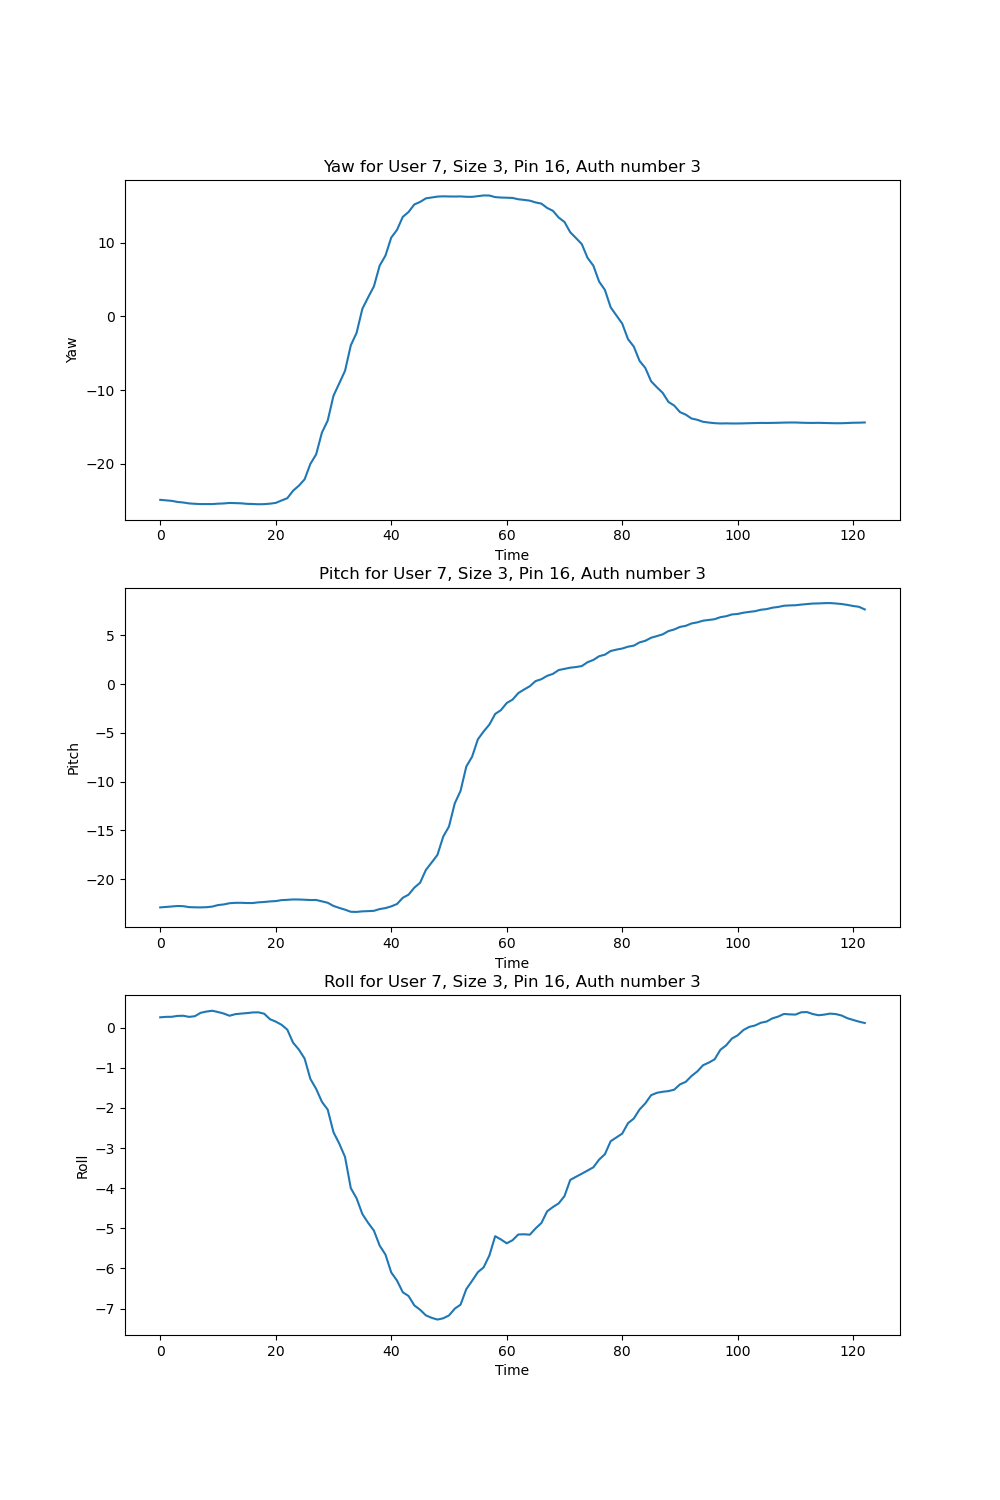 Yaw for User 7, Size 3, Pin 16, Auth number 3
10
0
−10
−20
Yaw
0 20 40 60 80 100 120
Time
Pitch for User 7, Size 3, Pin 16, Auth number 3
5
0
−5
−10
−15
−20
Pitch
0 20 40 60 80 100 120
Time
Roll for User 7, Size 3, Pin 16, Auth number 3
0
−1
−2
−3
−4
−5
−6
−7
Roll
0 20 40 60 80 100 120
Time